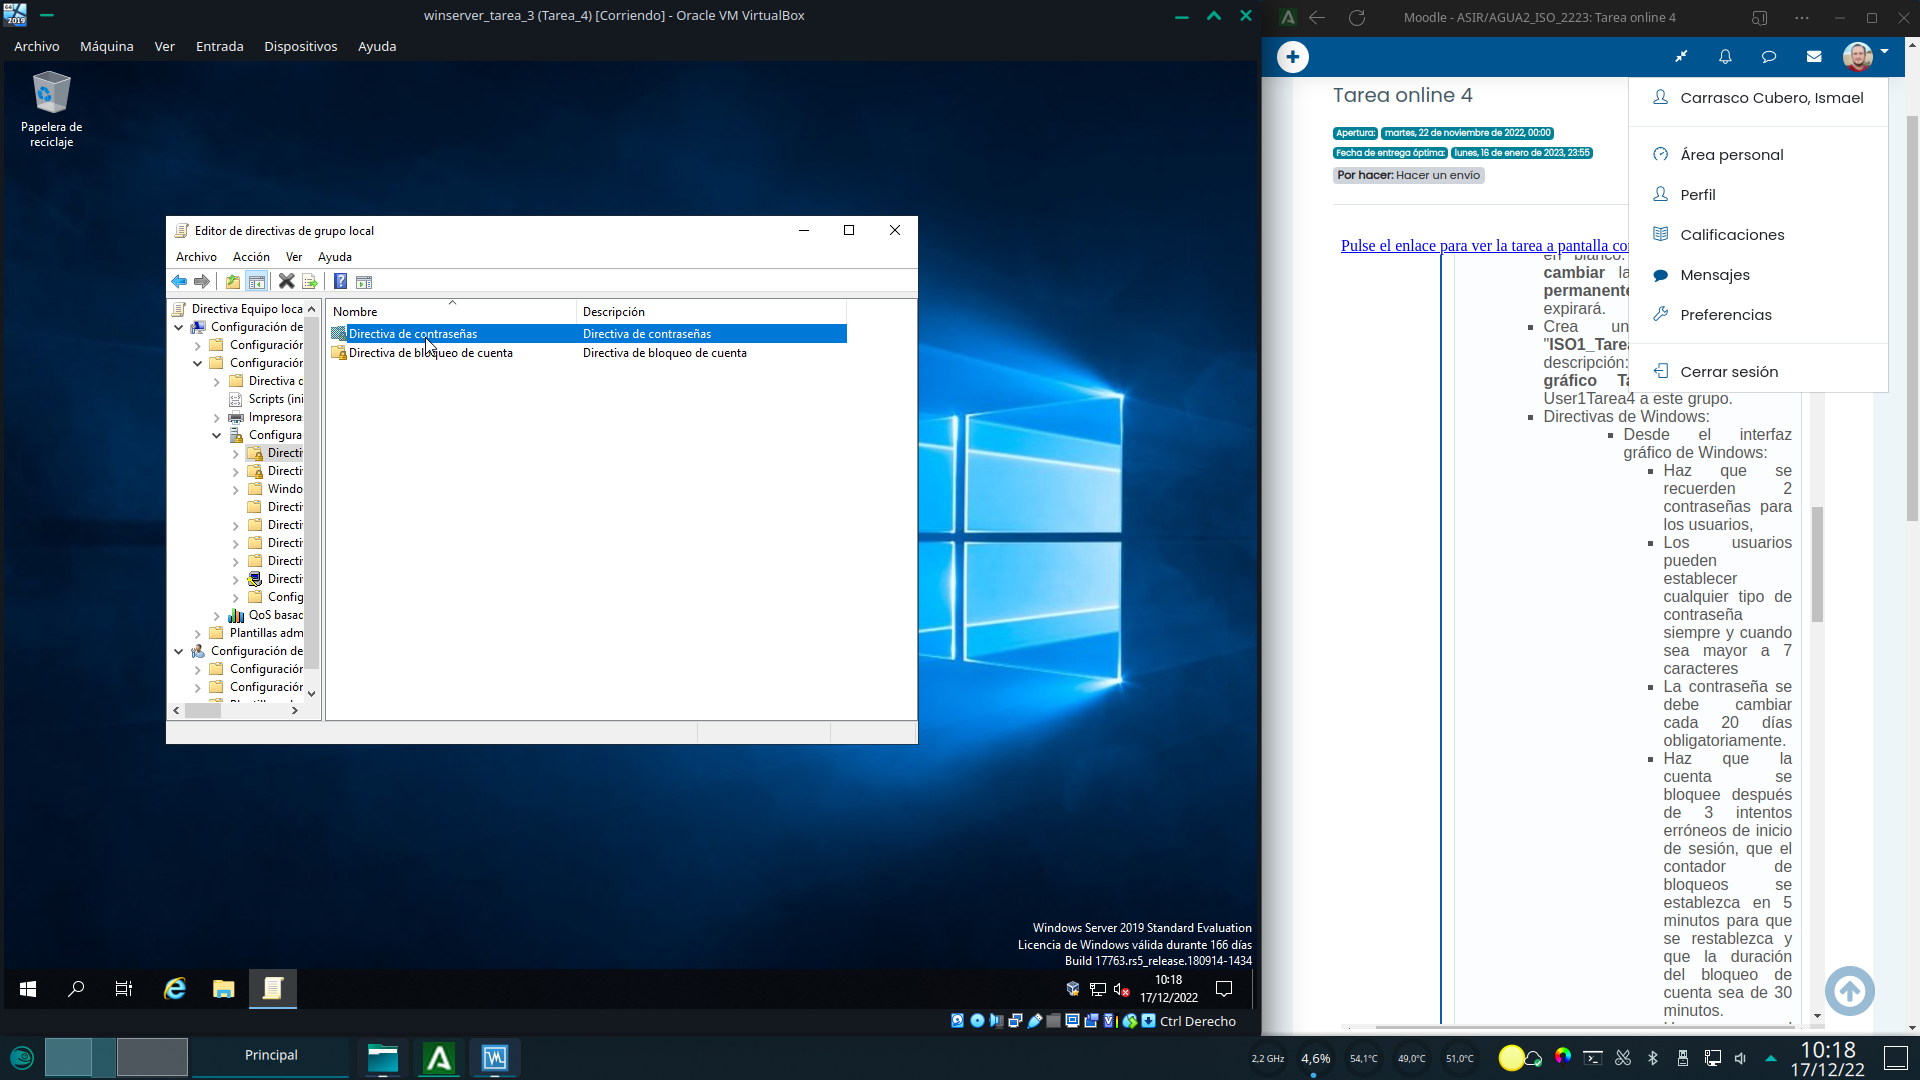 winserver_tarea_3 (Tarea_4) [Corriendo] - Oracle VM VirtualBox
Archivo Máquina Ver Entrada Dispositivos Ayuda
Papelera de
reciclaje
Editor de directivas de grupo local
Archivo Acción Ver Ayuda
Directiva Equipo loca
Configuración de
Configuración
Configuración
Directiva d
Scripts (ini
Impresora
Configura
Directi
Directi
Windo
Directi
Directi
Directi
Directi
Directi
Config
QoS basad
Plantillas adm
Configuración de
Configuración
Configuración
Nombre Descripción
Directiva de contraseñas Directiva de contraseñas
Directiva de bloqueo de cuenta Directiva de bloqueo de cuenta
Windows Server 2019 Standard Evaluation
Licencia de Windows válida durante 166 días
Build 17763.rs5_release.180914-1434
10:18
17/12/2022
Ctrl Derecho
Moodle - ASIR/AGUA2_ISO_2223: Tarea online 4
Tarea online 4
Apertura: martes, 22 de noviembre de 2022, 00:00
Fecha de entrega óptima: lunes, 16 de enero de 2023, 23:55
Por hacer: Hacer un envío
Pulse el enlace para ver la tarea a pantalla co
Carrasco Cubero, Ismael
Área personal
Perfil
Calificaciones
Mensajes
Preferencias
Cerrar sesión
en blanco.
cambiar la
permanente
expirará.
Crea un
"ISO1_Tarea
descripción:
gráfico Ta
User1Tarea4 a este grupo.
Directivas de Windows:
Desde el interfaz
gráfico de Windows:
Haz que se
recuerden 2
contraseñas para
los usuarios,
Los usuarios
pueden
establecer
cualquier tipo de
contraseña
siempre y cuando
sea mayor a 7
caracteres
La contraseña se
debe cambiar
cada 20 días
obligatoriamente.
Haz que la
cuenta se
bloquee después
de 3 intentos
erróneos de inicio
de sesión, que el
contador de
bloqueos se
establezca en 5
minutos para que
se restablezca y
que la duración
del bloqueo de
cuenta sea de 30
minutos.
Principal
2,2 GHz 4,6% 54,1°C 49,0°C 51,0°C
10:18
17/12/22